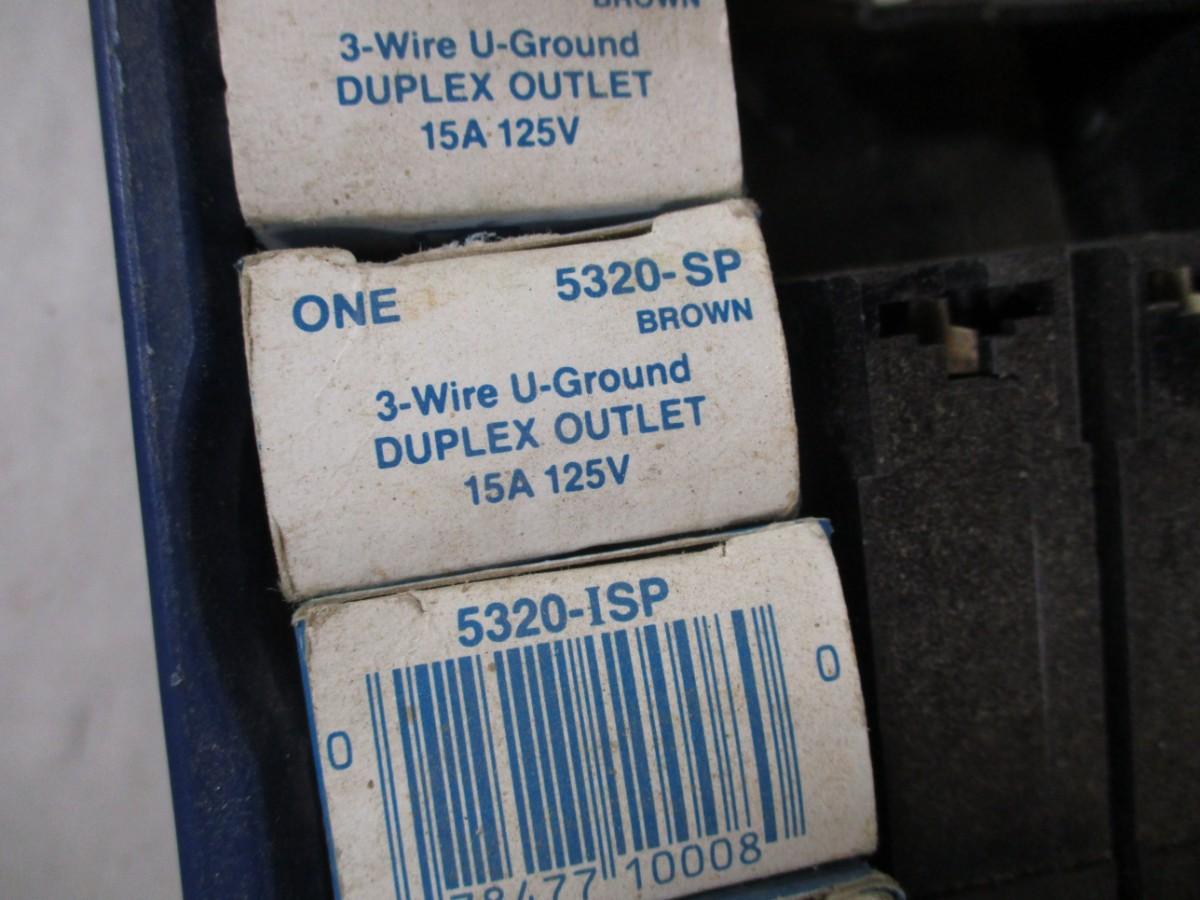 BROWN
3-Wire U-Ground
DUPLEX OUTLET
15A 125V
ONE 5320-SP
BROWN
3-Wire U-Ground
DUPLEX OUTLET
15A 125V
5320-ISP
0 0
78477 10008